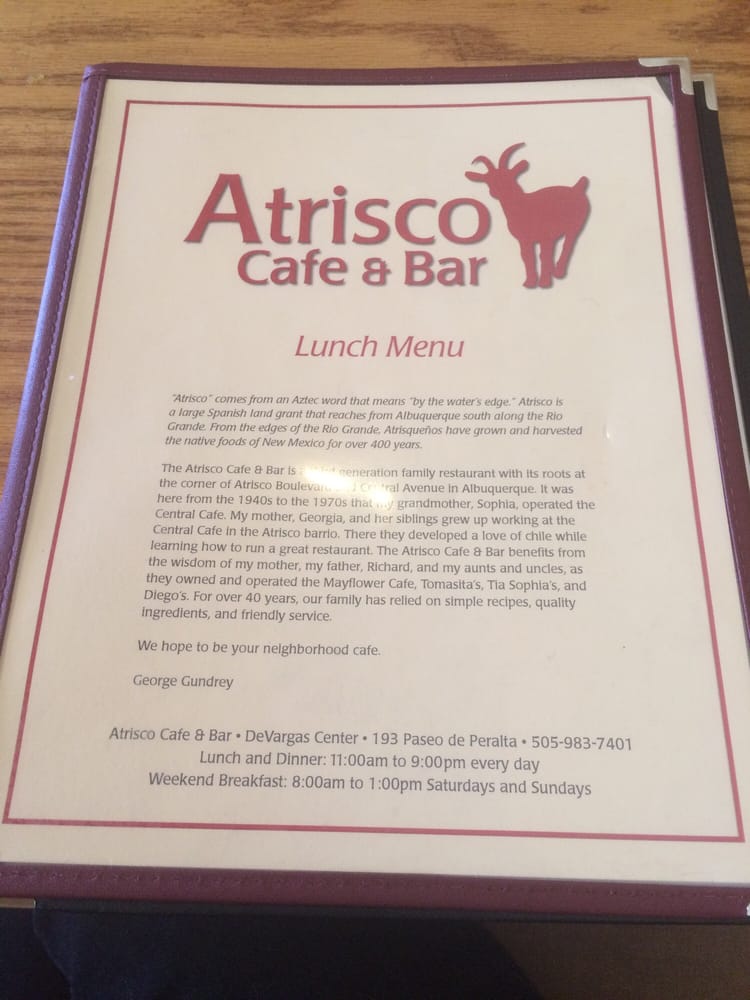 Atrisco
Cafe & Bar
Lunch Menu
"Atrisco" comes from an Aztec word that means "by the water's edge." Atrisco is
a large Spanish land grant that reaches from Albuquerque south along the Rio
Grande. From the edges of the Rio Grande, Atrisqueños have grown and harvested
the native foods of New Mexico for over 400 years.
The Atrisco Cafe & Bar is a generation family restaurant with its roots at
the corner of Atrisco Boulevard and Central Avenue in Albuquerque. It was
here from the 1940s to the 1970s that my grandmother, Sophia, operated the
Central Cafe. My mother, Georgia, and her siblings grew up working at the
Central Cafe in the Atrisco barrio. There they developed a love of chile while
learning how to run a great restaurant. The Atrisco Cafe & Bar benefits from
the wisdom of my mother, my father, Richard, and my aunts and uncles, as
they owned and operated the Mayflower Cafe, Tomasita's, Tia Sophia's, and
Diego's. For over 40 years, our family has relied on simple recipes, quality
ingredients, and friendly service.
We hope to be your neighborhood cafe.
George Gundrey
Atrisco Cafe & Bar • DeVargas Center • 193 Paseo de Peralta • 505-983-7401
Lunch and Dinner: 11:00am to 9:00pm every day
Weekend Breakfast: 8:00am to 1:00pm Saturdays and Sundays